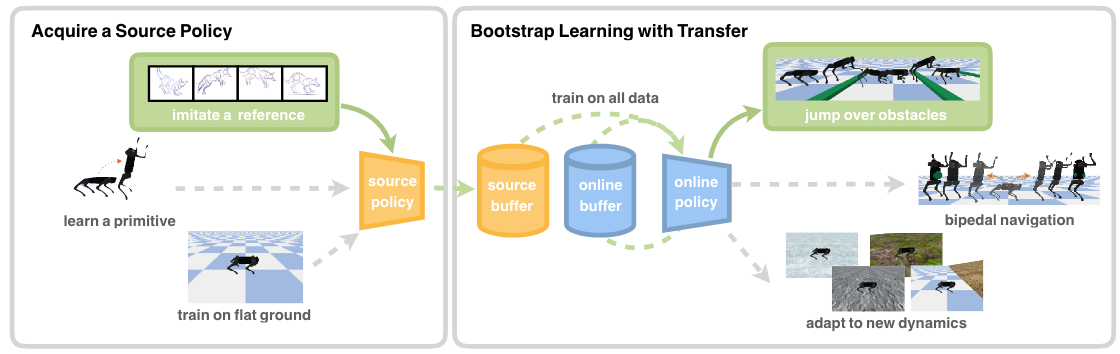 Acquire a Source Policy
imitate a reference
learn a primitive
train on flat ground
source
policy
Bootstrap Learning with Transfer
train on all data
source
buffer
online
buffer
online
policy
jump over obstacles
bipedal navigation
adapt to new dynamics